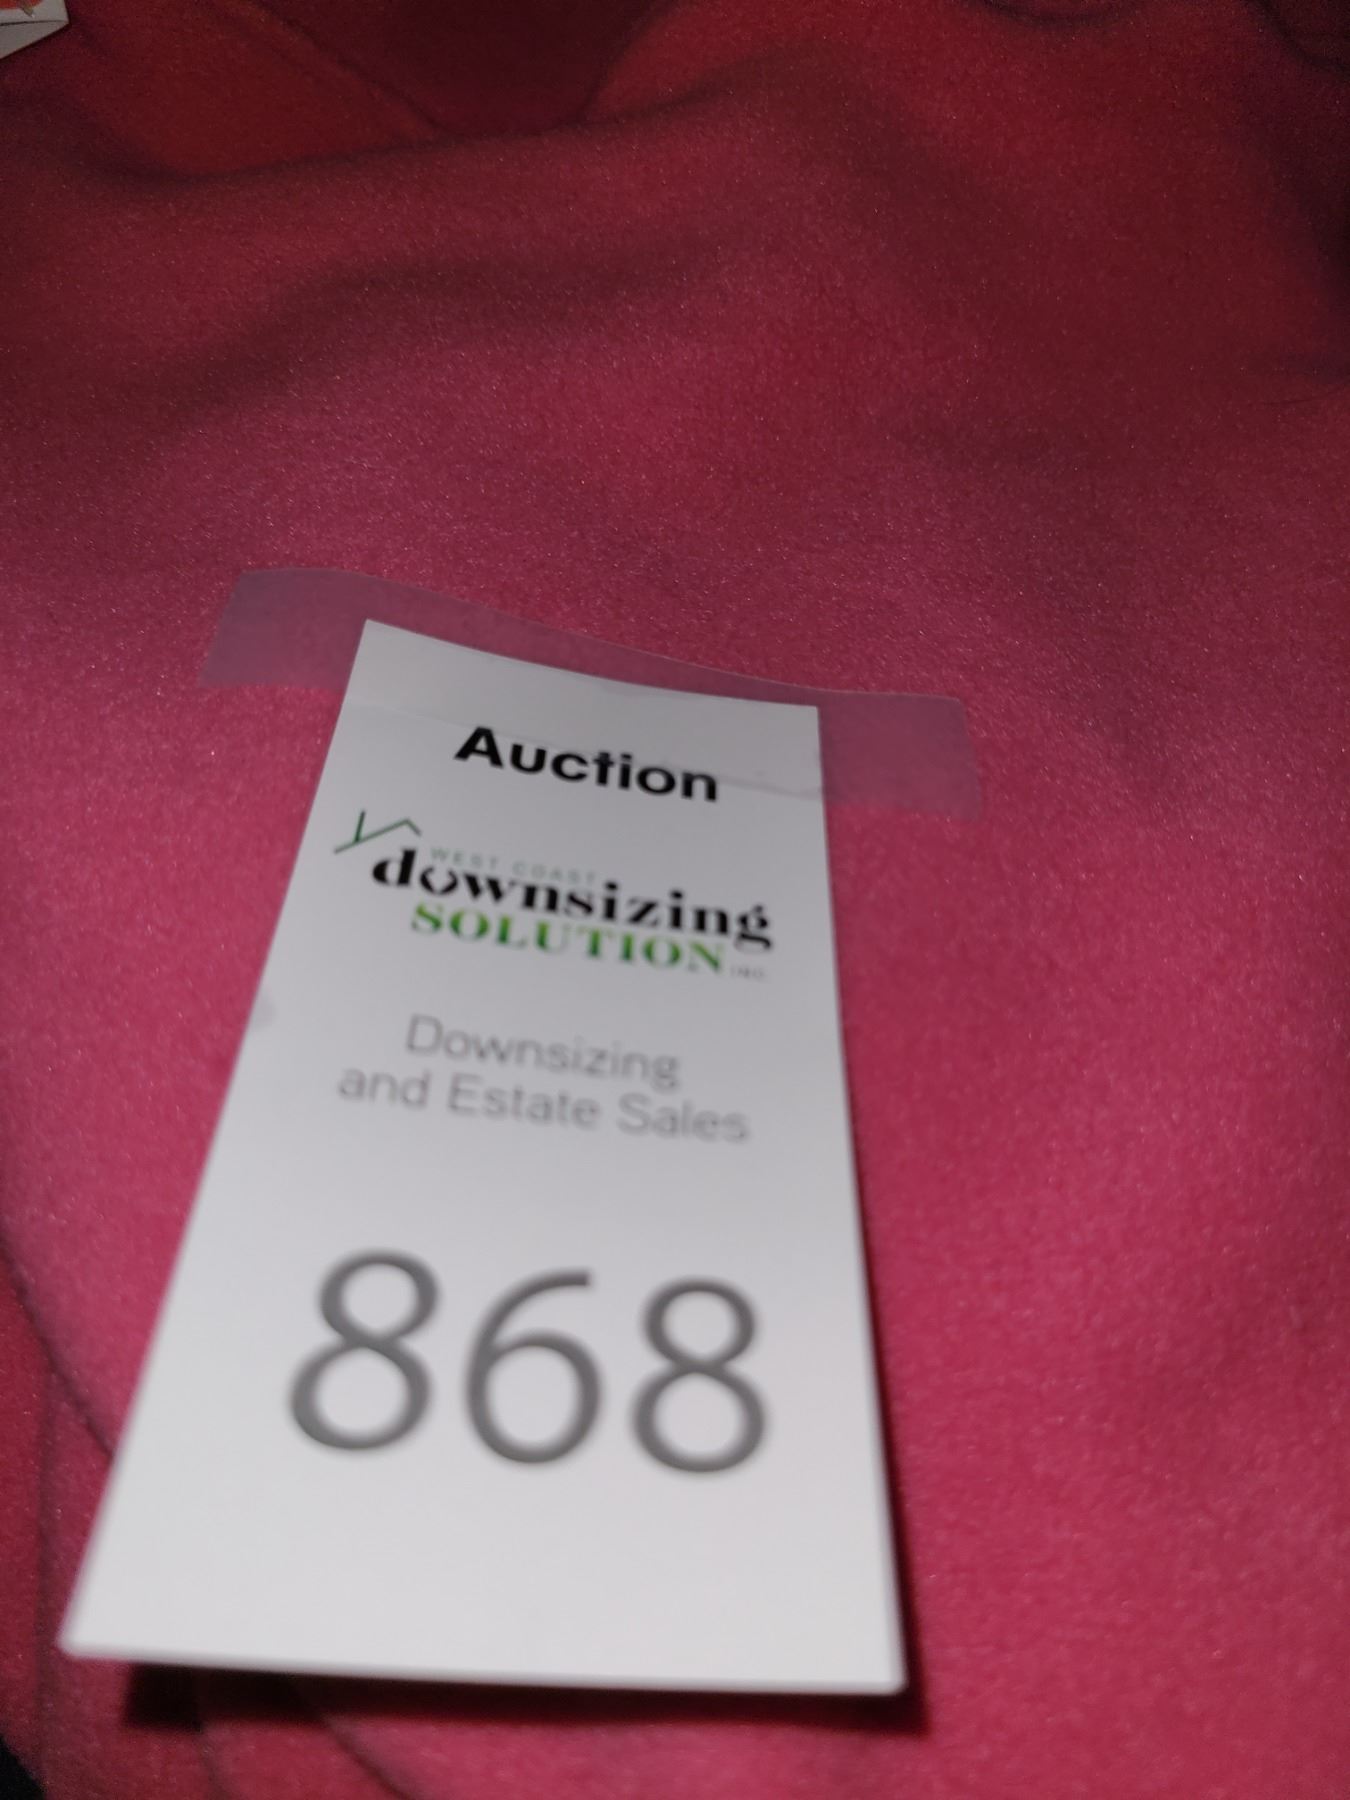 Auction
WEST COAST
downsizing
SOLUTION INC
Downsizing
and Estate Sales
868